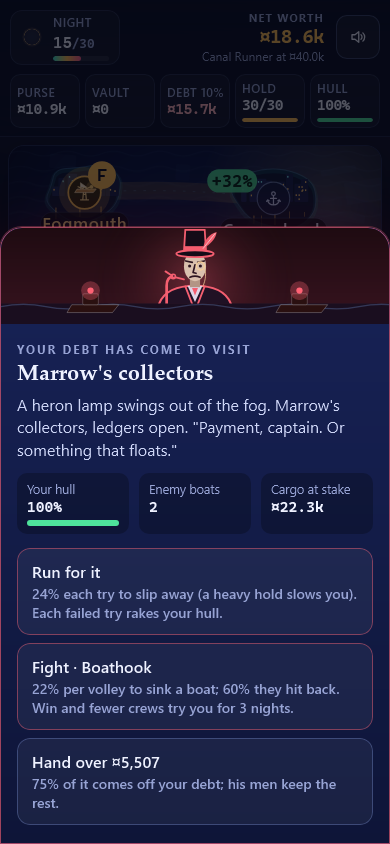 NIGHT
15/30
NET WORTH
¤18.6k
Canal Runner at ¤40.0k
PURSE
¤10.9k
VAULT
¤0
DEBT 10%
¤15.7k
HOLD
30/30
HULL
100%
F
+32%
Fogmouth
YOUR DEBT HAS COME TO VISIT
Marrow's collectors
A heron lamp swings out of the fog. Marrow's
collectors, ledgers open. "Payment, captain. Or
something that floats."
Your hull
100%
Enemy boats
2
Cargo at stake
¤22.3k
Run for it
24% each try to slip away (a heavy hold slows you).
Each failed try rakes your hull.
Fight · Boathook
22% per volley to sink a boat; 60% they hit back.
Win and fewer crews try you for 3 nights.
Hand over ¤5,507
75% of it comes off your debt; his men keep the
rest.